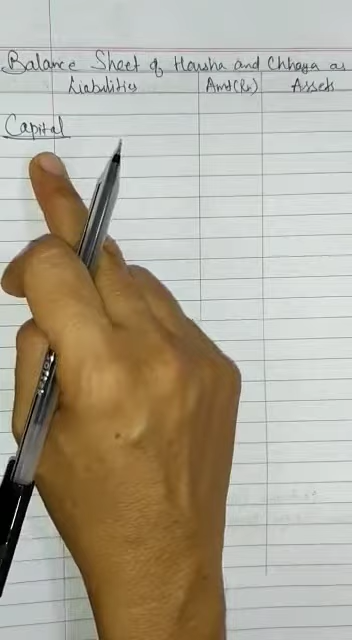 Balance Sheet of Harsha and Chhaya as
Liabilities Amt(Rs) Assets
Capital